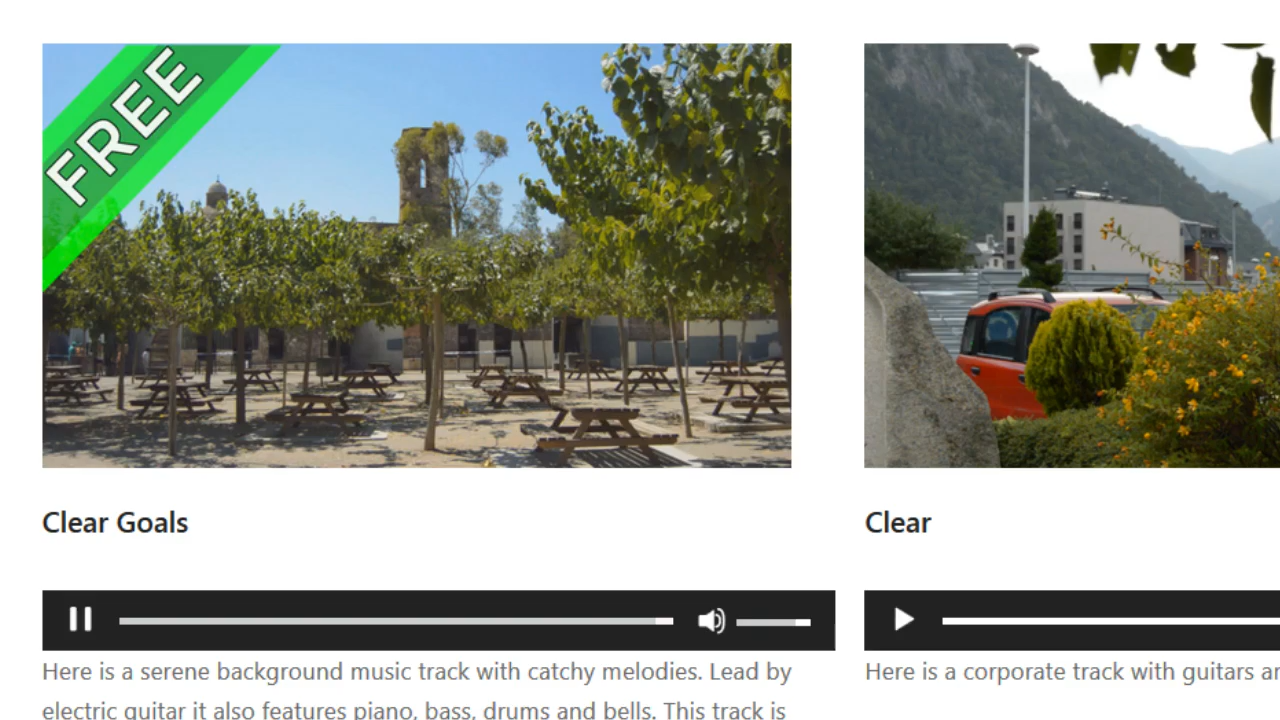 FREE
Clear Goals
Clear
Here is a serene background music track with catchy melodies. Lead by
electric guitar it also features piano, bass, drums and bells. This track is
Here is a corporate track with guitars